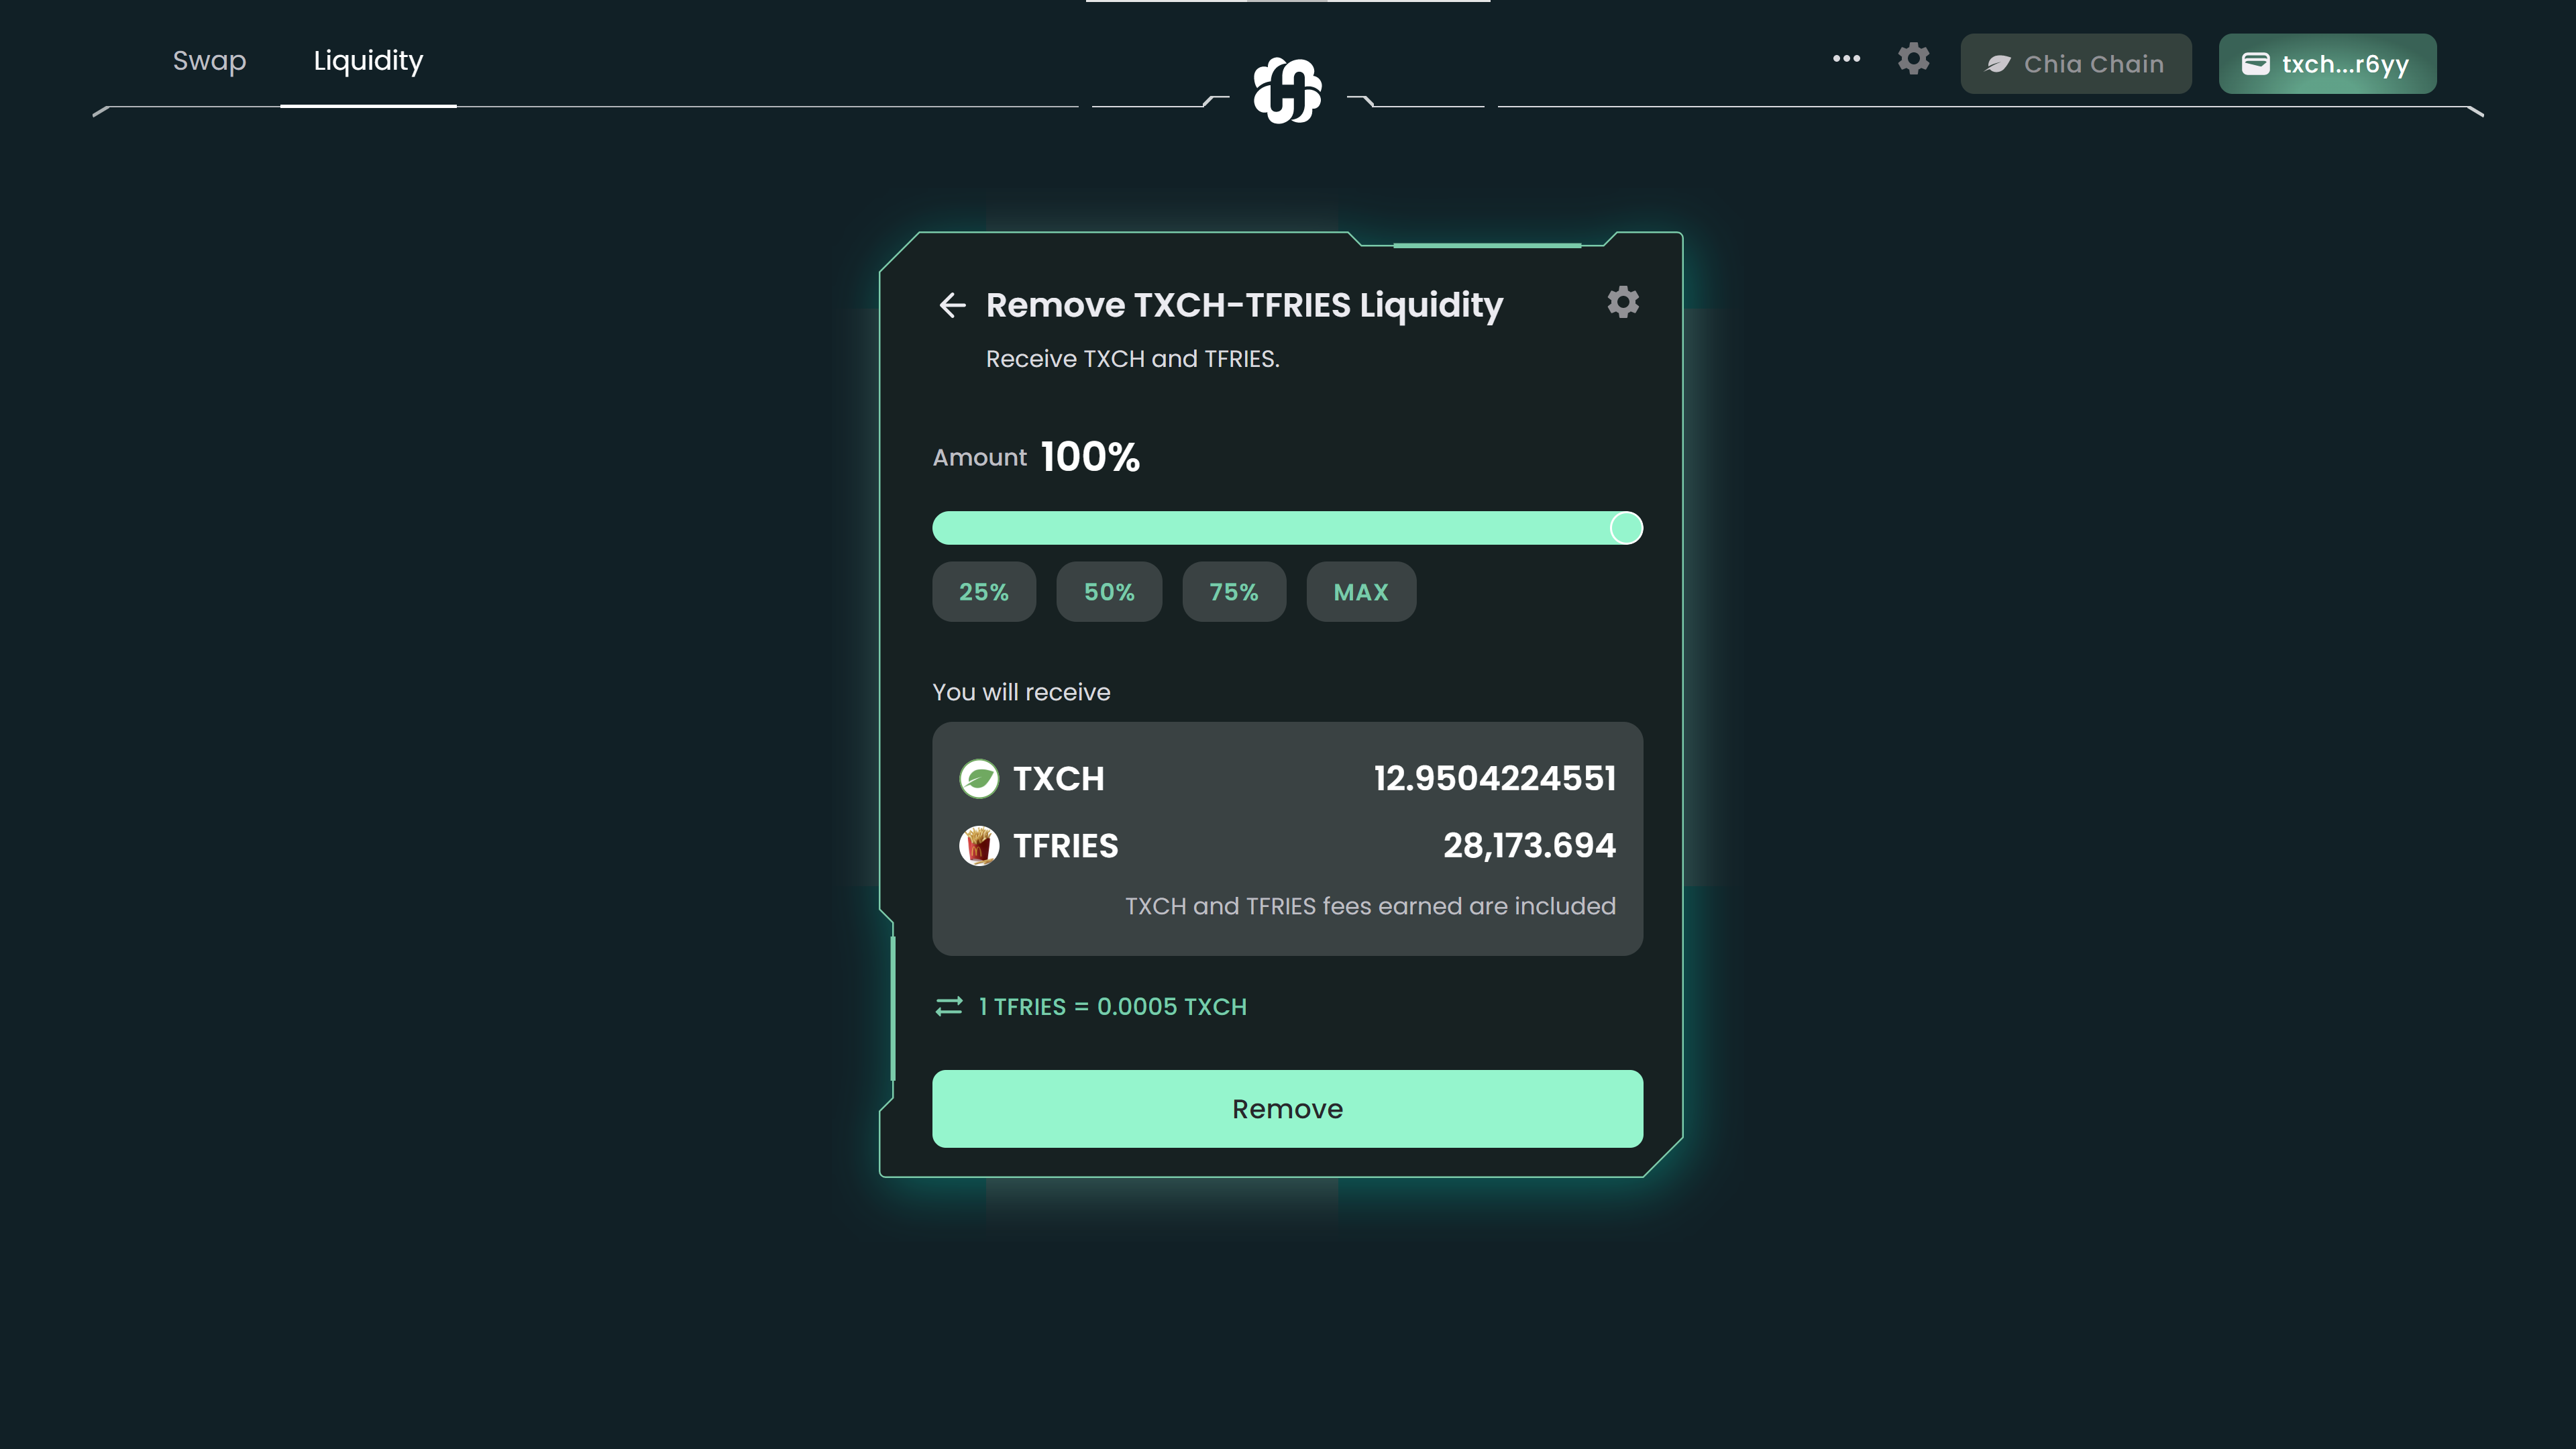 Swap
Liquidity
Chia Chain
txch...r6yy
Remove TXCH-TFRIES Liquidity
Receive TXCH and TFRIES.
Amount 100%
25%
50%
75%
MAX
You will receive
TXCH 12.9504224551
TFRIES 28,173.694
TXCH and TFRIES fees earned are included
1 TFRIES = 0.0005 TXCH
Remove